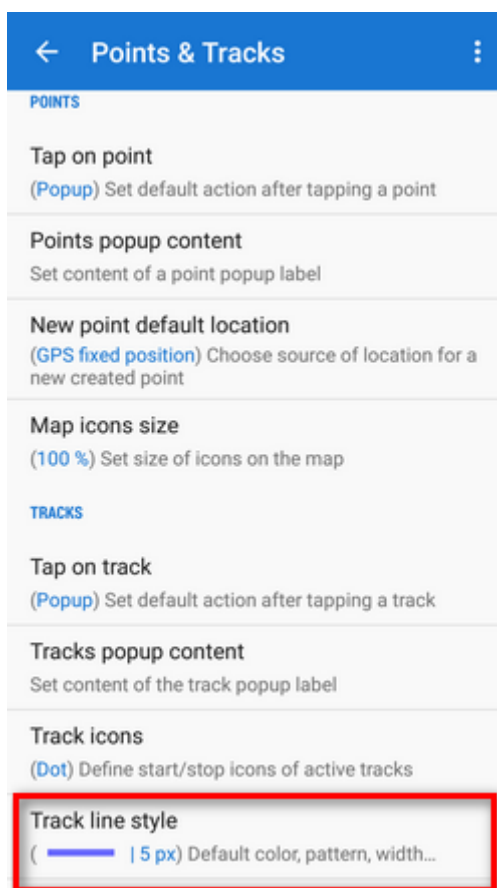 Points & Tracks
POINTS
Tap on point
(Popup) Set default action after tapping a point
Points popup content
Set content of a point popup label
New point default location
(GPS fixed position) Choose source of location for a
new created point
Map icons size
(100 %) Set size of icons on the map
TRACKS
Tap on track
(Popup) Set default action after tapping a track
Tracks popup content
Set content of the track popup label
Track icons
(Dot) Define start/stop icons of active tracks
Track line style
( | 5 px) Default color, pattern, width...